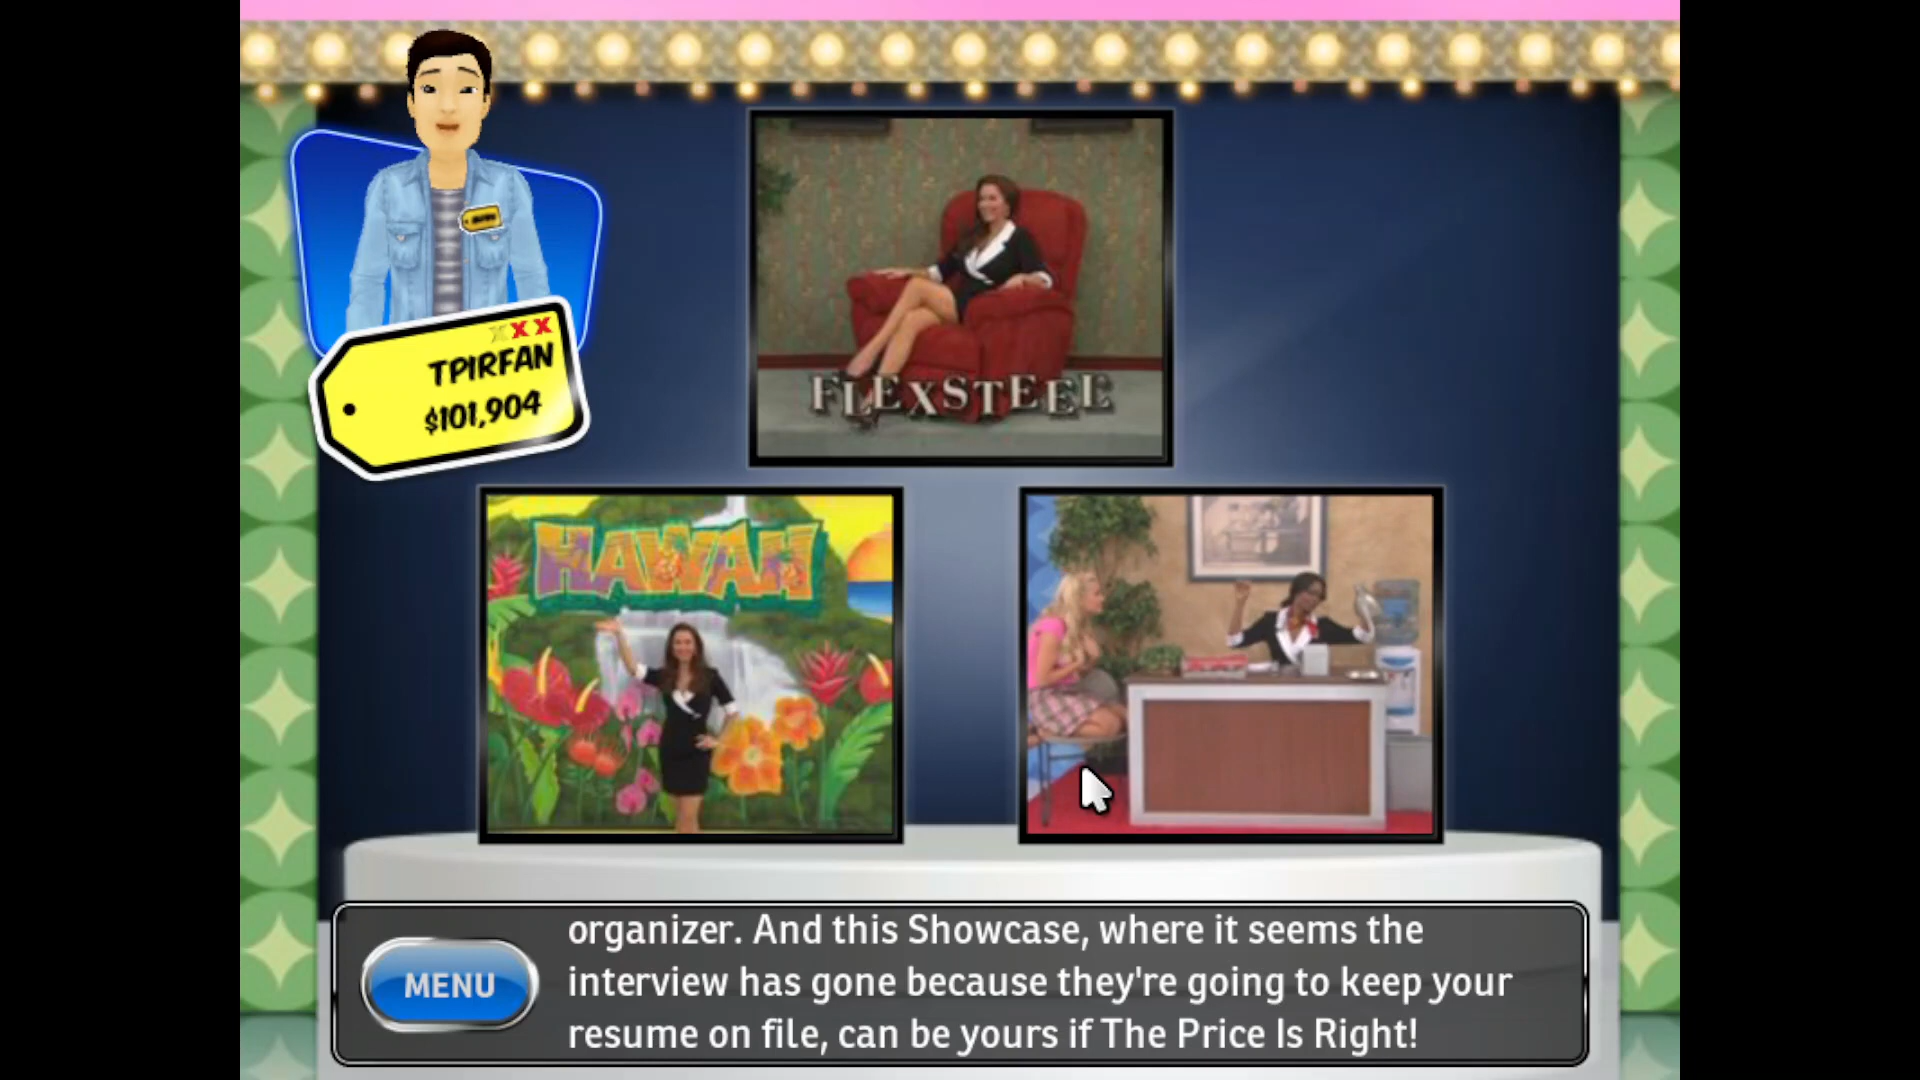 XXX
TPIRFAN
$101,904
FLEXSTEEL
HAWAII
organizer. And this Showcase, where it seems the
MENU
interview has gone because they're going to keep your
resume on file, can be yours if The Price Is Right!